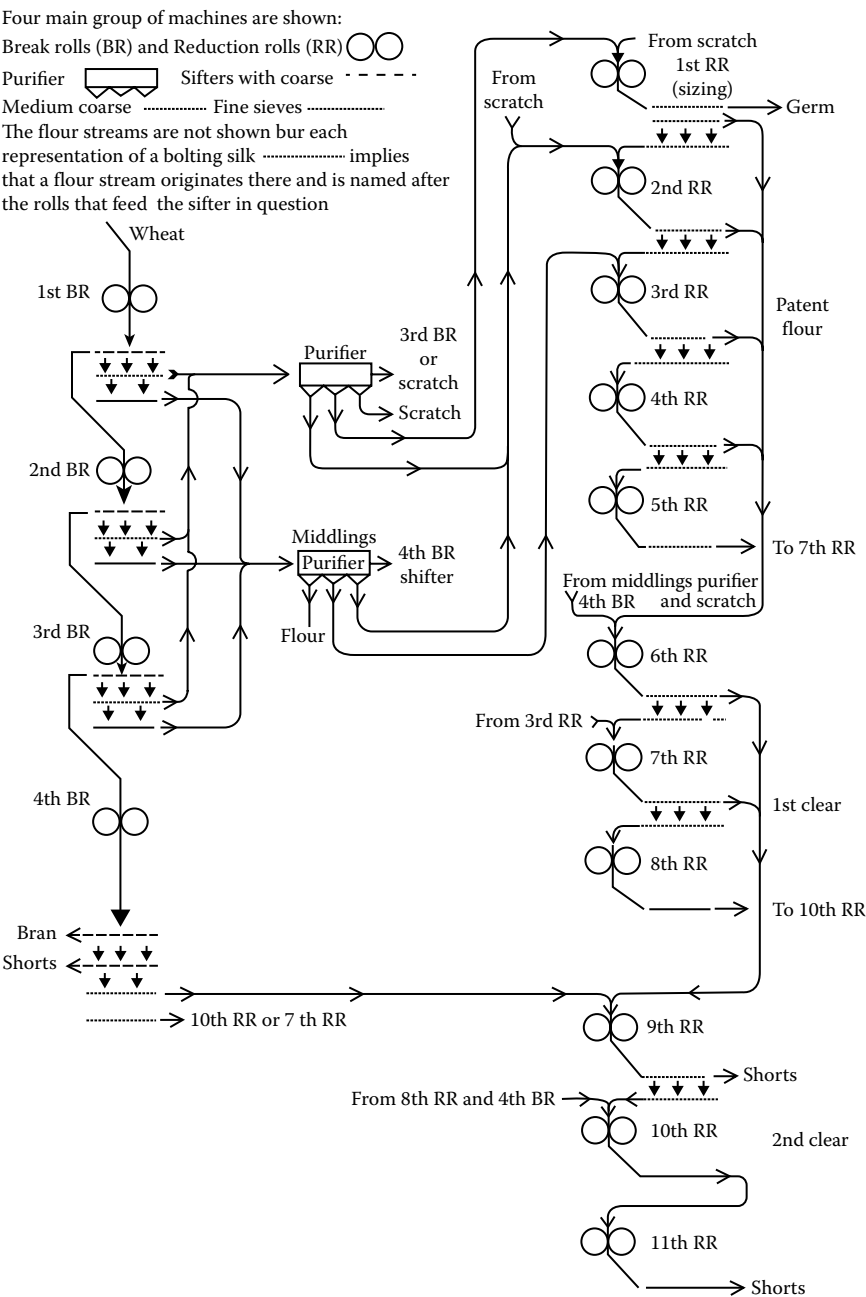 Four main group of machines are shown:
Break rolls (BR) and Reduction rolls (RR)
Purifier
Sifters with coarse
Medium coarse
Fine sieves
The flour streams are not shown bur each
representation of a bolting silk
implies
that a flour stream originates there and is named after
the rolls that feed the sifter in question
Wheat
1st BR
2nd BR
3rd BR
4th BR
Bran
Shorts
10th RR or 7 th RR
Purifier
3rd BR
or
scratch
Scratch
Middlings
Purifier
4th BR
shifter
Flour
From
scratch
From scratch
1st RR
(sizing)
Germ
2nd RR
3rd RR
Patent
flour
4th RR
5th RR
To 7th RR
From middlings purifier
4th BR
and scratch
6th RR
From 3rd RR
7th RR
1st clear
8th RR
To 10th RR
9th RR
Shorts
From 8th RR and 4th BR
10th RR
2nd clear
11th RR
Shorts